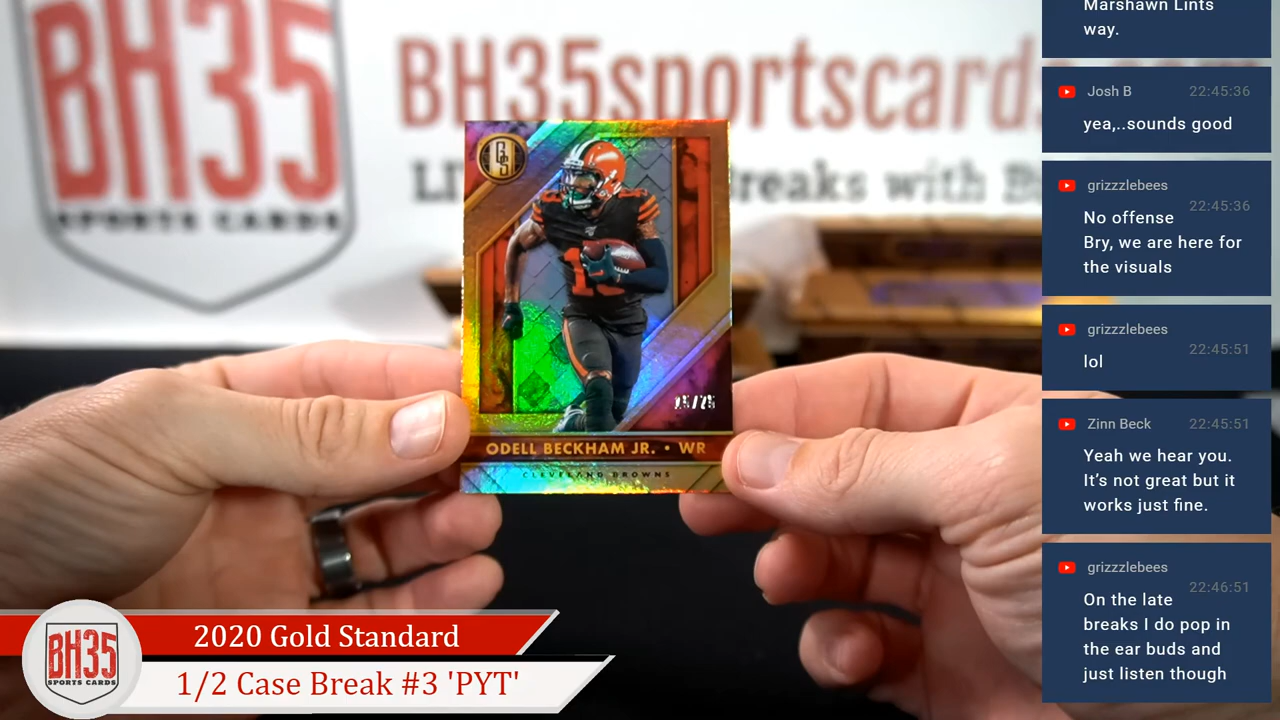 BH35
SPORTS CARDS
BH35sportscards.
reaks with B
GS
13
25/25
ODELL BECKHAM JR. • WR
CLEVELAND BROWNS
2020 Gold Standard
1/2 Case Break #3 'PYT'
BH35
SPORTS CARDS
Marshawn Lints
way.
Josh B 22:45:36
yea,..sounds good
grizzzlebees
22:45:36
No offense
Bry, we are here for
the visuals
grizzzlebees
22:45:51
lol
Zinn Beck 22:45:51
Yeah we hear you.
It’s not great but it
works just fine.
grizzzlebees
22:46:51
On the late
breaks I do pop in
the ear buds and
just listen though